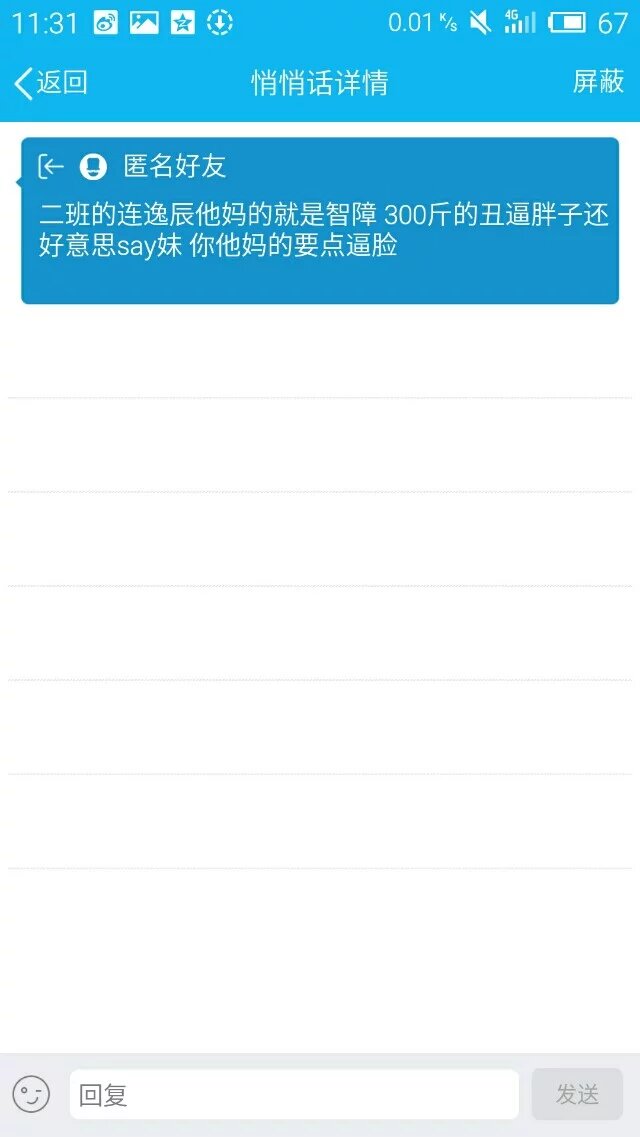 11:31 0.01 K/s 4G 67
返回 悄悄话详情 屏蔽
匿名好友
二班的连逸辰他妈的就是智障 300斤的丑逼胖子还
好意思say妹 你他妈的要点逼脸
回复 发送